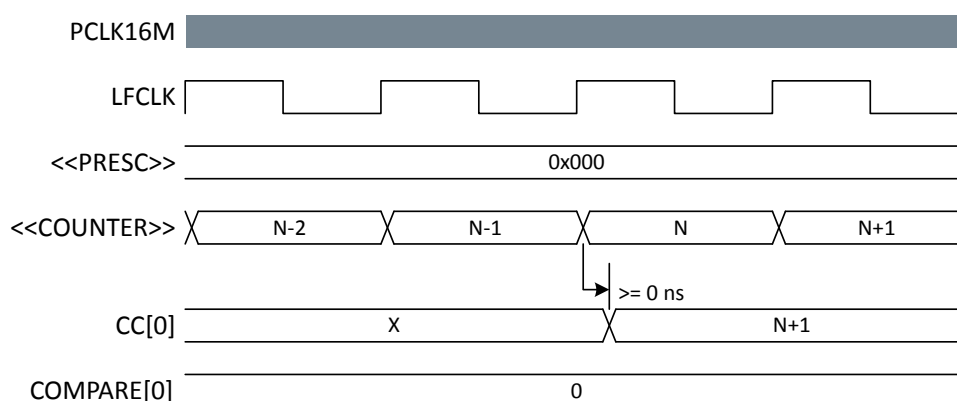 PCLK16M
LFCLK
<<PRESC>> 0x000
<<COUNTER>> N-2 N-1 N N+1
>= 0 ns
CC[0] X N+1
COMPARE[0] 0